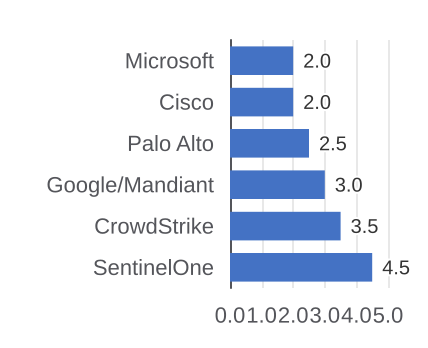 Microsoft 2.0
Cisco 2.0
Palo Alto 2.5
Google/Mandiant 3.0
CrowdStrike 3.5
SentinelOne 4.5
0.01.02.03.04.05.0